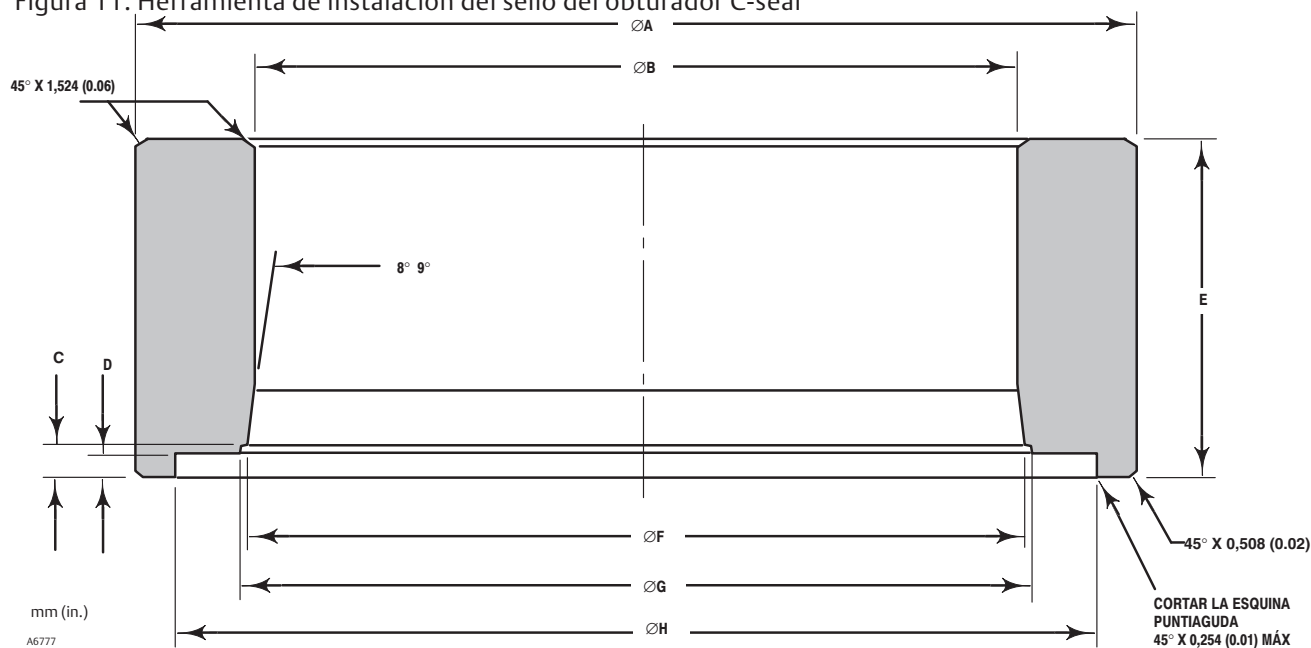 Figura 11. Herramienta de instalación del sello del obturador C-seal
∅A
∅B
45° X 1,524 (0.06)
8° 9°
E
C
D
∅F
45° X 0,508 (0.02)
∅G
CORTAR LA ESQUINA
PUNTIAGUDA
45° X 0,254 (0.01) MÁX
∅H
mm (in.)
A6777